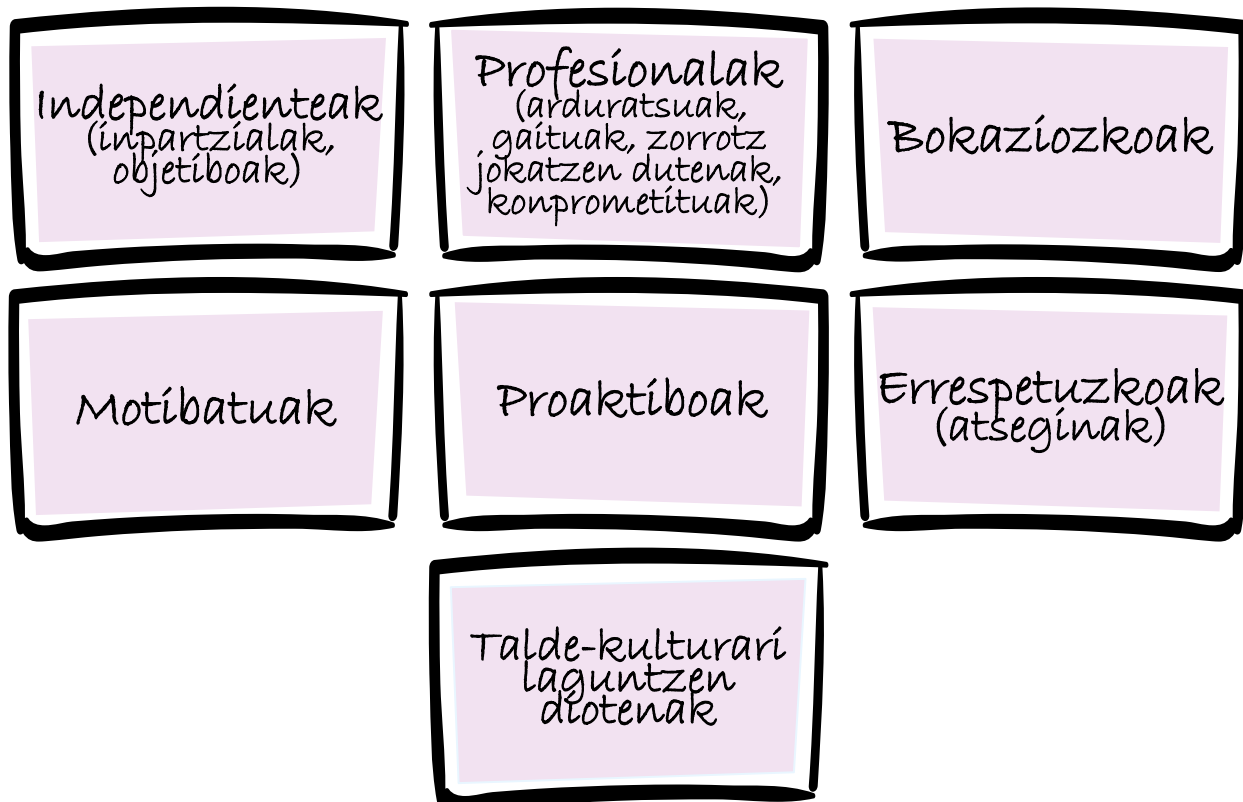 Independienteak
(inpartzialak,
objetiboak)
Profesionalak
(arduratsuak,
gaituak, zorrotz
jokatzen dutenak,
konprometituak)
Bokaziozkoak
Motibatuak
Proaktiboak
Errespetuzkoak
(atseginak)
Talde-kulturari
laguntzen
diotenak